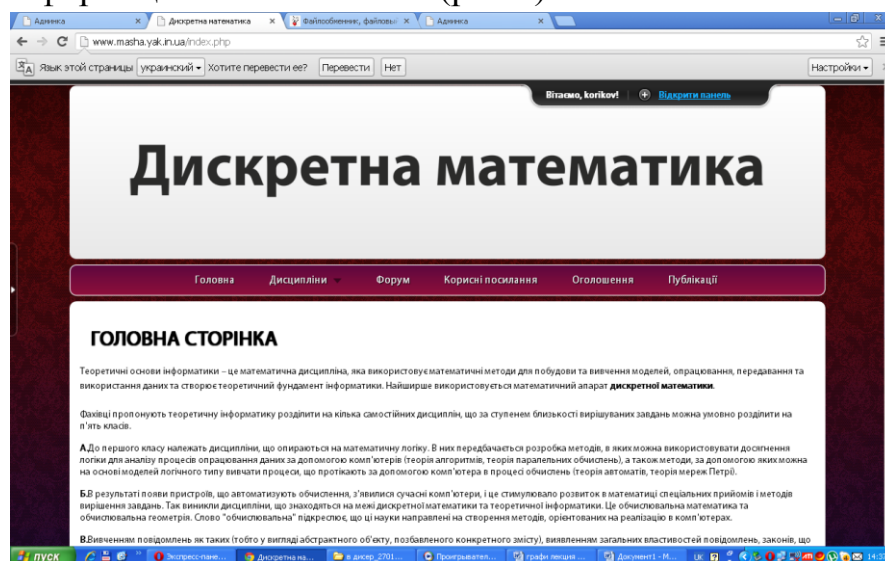 Админка
Дискретна математика
Файлообменник, файловый
Админка
www.masha.yak.in.ua/index.php
Язык этой страницы украинский Хотите перевести ее? Перевести Нет Настройки
Вітаємо, korikov! Відкрити панель
Дискретна математика
Головна Дисципліни Форум Корисні посилання Оголошення Публікації
ГОЛОВНА СТОРІНКА
Теоретичні основи інформатики – це математична дисципліна, яка використовує математичні методи для побудови та вивчення моделей, опрацювання, передавання та
використання даних та створює теоретичний фундамент інформатики. Найширше використовується математичний апарат дискретної математики.
Фахівці пропонують теоретичну інформатику розділити на кілька самостійних дисциплін, що за ступенем близькості вирішуваних завдань можна умовно розділити на
п'ять класів.
А.До першого класу належать дисципліни, що опираються на математичну логіку. В них передбачається розробка методів, в яких можна використовувати досягнення
логіки для аналізу процесів опрацювання даних за допомогою комп'ютерів (теорія алгоритмів, теорія паралельних обчислень), а також методи, за допомогою яких можна
на основі моделей логічного типу вивчати процеси, що протікають за допомогою комп'ютера в процесі обчислень (теорія автоматів, теорія мереж Петрі).
Б.В результаті появи пристроїв, що автоматизують обчислення, з'явилися сучасні комп'ютери, і це стимулювало розвиток в математиці спеціальних прийомів і методів
вирішення завдань. Так виникли дисципліни, що знаходяться на межі дискретної математики та теоретичної інформатики. Це обчислювальна математика та
обчислювальна геометрія. Слово "обчислювальна" підкреслює, що ці науки направлені на створення методів, орієнтованих на реалізацію в комп'ютерах.
В.Вивченням повідомлень як таких (тобто у вигляді абстрактного об'єкту, позбавленого конкретного змісту), виявленням загальних властивостей повідомлень, законів, що
пуск Экспресс-пане... Дискретна на... в дисер_2701... Проигрывател... графи лекция ... Документ1 - M... UK 14:33